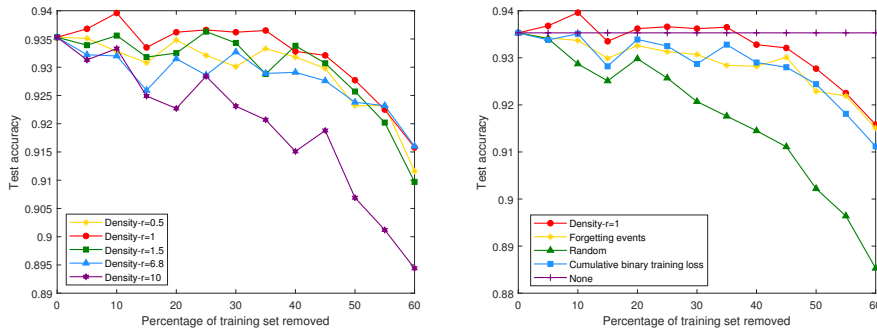 0.94
0.935
0.93
0.925
0.92
0.915
0.91
0.905
0.9
0.895
0.89
Test accuracy
Density-r=0.5
Density-r=1
Density-r=1.5
Density-r=6.8
Density-r=10
0 10 20 30 40 50 60
Percentage of training set removed
0.94
0.93
0.92
0.91
0.9
0.89
0.88
Test accuracy
Density-r=1
Forgetting events
Random
Cumulative binary training loss
None
0 10 20 30 40 50 60
Percentage of training set removed